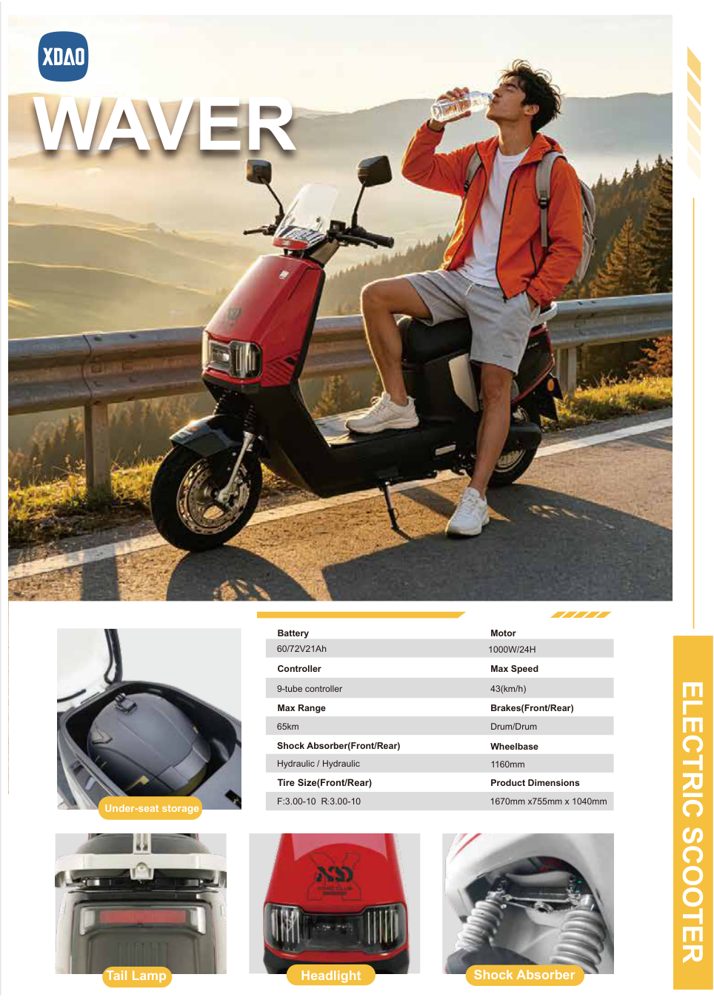 XDAO
WAVER
Battery
Motor
60/72V21Ah
1000W/24H
Controller
Max Speed
9-tube controller
43(km/h)
Max Range
Brakes(Front/Rear)
65km
Drum/Drum
Shock Absorber(Front/Rear)
Wheelbase
Hydraulic / Hydraulic
1160mm
Tire Size(Front/Rear)
Product Dimensions
F:3.00-10 R:3.00-10
1670mm x755mm x 1040mm
Under-seat storage
Tail Lamp
Headlight
Shock Absorber
ELECTRIC SCOOTER